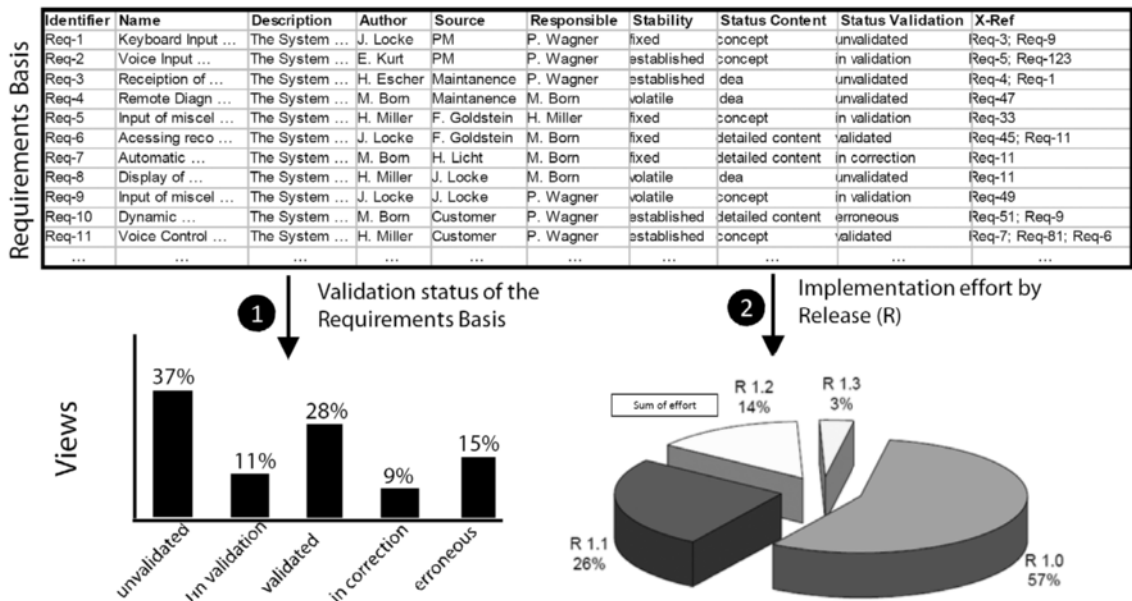 Requirements Basis
Identifier Name Description Author Source Responsible Stability Status Content Status Validation X-Ref
Req-1 Keyboard Input ... The System ... J. Locke PM P. Wagner fixed concept unvalidated Req-3; Req-9
Req-2 Voice Input ... The System ... E. Kurt PM P. Wagner established concept in validation Req-5; Req-123
Req-3 Receiption of ... The System ... H. Escher Maintanence P. Wagner established idea unvalidated Req-4; Req-1
Req-4 Remote Diagn ... The System ... M. Born Maintanence M. Born volatile idea unvalidated Req-47
Req-5 Input of miscel ... The System ... H. Miller F. Goldstein H. Miller fixed concept in validation Req-33
Req-6 Acessing reco ... The System ... J. Locke F. Goldstein M. Born fixed detailed content validated Req-45; Req-11
Req-7 Automatic ... The System ... M. Born H. Licht M. Born fixed detailed content in correction Req-11
Req-8 Display of ... The System ... H. Miller J. Locke M. Born volatile idea unvalidated Req-11
Req-9 Input of miscel ... The System ... J. Locke J. Locke P. Wagner volatile concept in validation Req-49
Req-10 Dynamic ... The System ... M. Born Customer P. Wagner established detailed content erroneous Req-51; Req-9
Req-11 Voice Control ... The System ... H. Miller Customer P. Wagner established concept validated Req-7; Req-81; Req-6
... ... ... ... ... ... ... ... ... ...
1 Validation status of the
Requirements Basis
2 Implementation effort by
Release (R)
Views
37%
11%
28%
9%
15%
unvalidated
in validation
validated
in correction
erroneous
Sum of effort
R 1.2
14%
R 1.3
3%
R 1.1
26%
R 1.0
57%